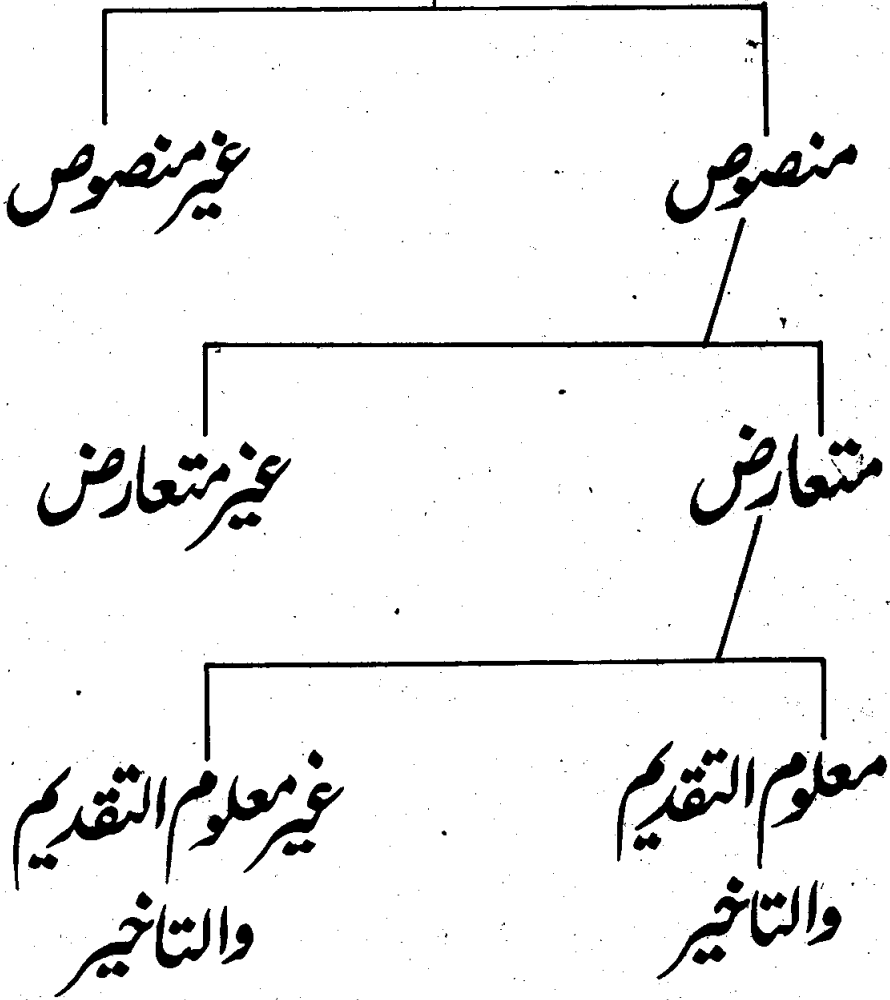 منصوص
غیر منصوص
متعارض
غیر متعارض
معلوم التقدیم
والتاخیر
غیر معلوم التقدیم
والتاخیر